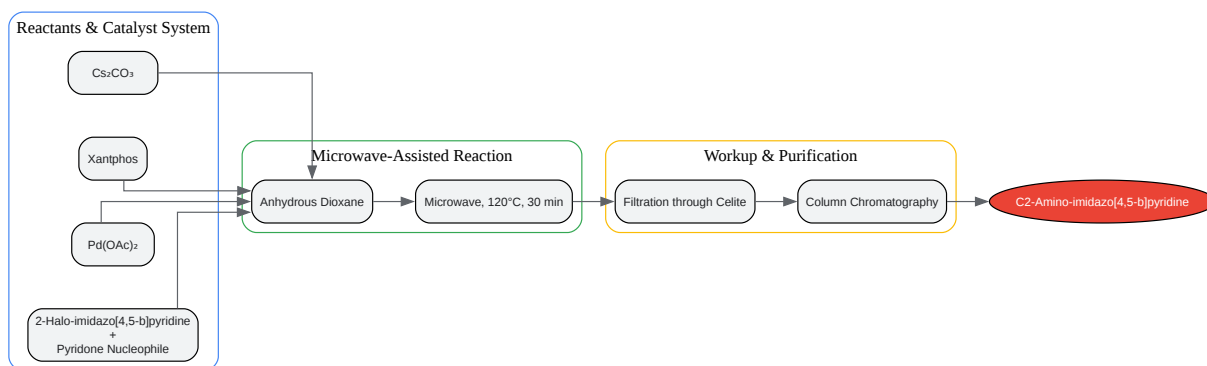 Reactants & Catalyst System
Cs₂CO₃
Xantphos
Pd(OAc)₂
2-Halo-imidazo[4,5-b]pyridine
+
Pyridone Nucleophile
Microwave-Assisted Reaction
Anhydrous Dioxane
Microwave, 120°C, 30 min
Workup & Purification
Filtration through Celite
Column Chromatography
C2-Amino-imidazo[4,5-b]pyridine